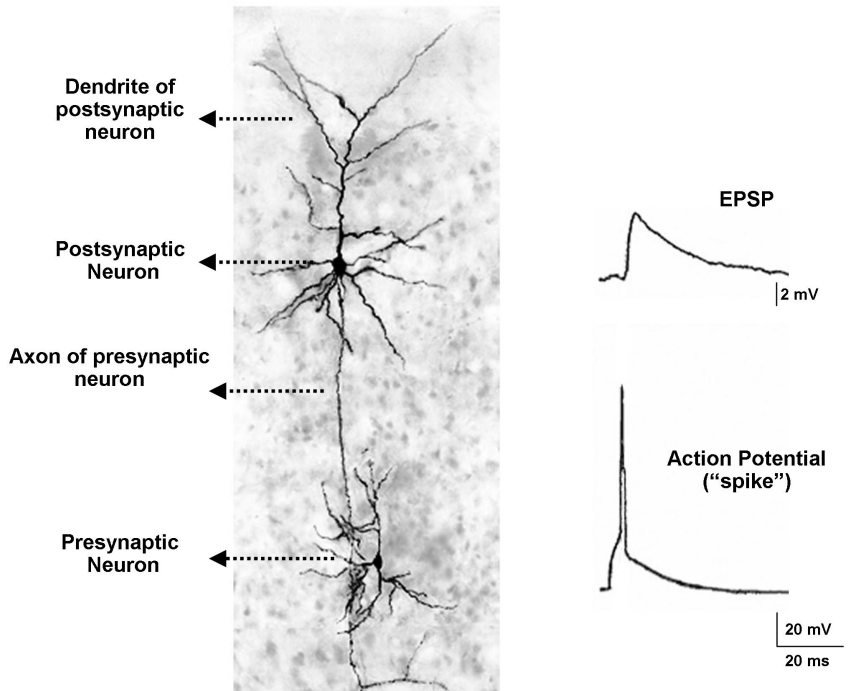 Dendrite of
postsynaptic
neuron
Postsynaptic
Neuron
Axon of presynaptic
neuron
Presynaptic
Neuron
EPSP
2 mV
Action Potential
(“spike”)
20 mV
20 ms